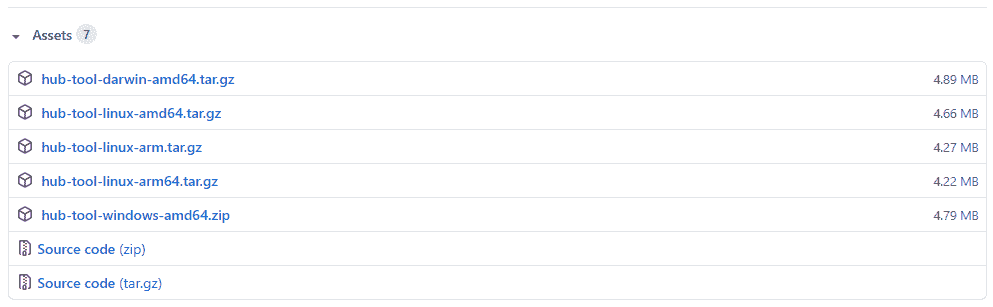 Assets 7
hub-tool-darwin-amd64.tar.gz 4.89 MB
hub-tool-linux-amd64.tar.gz 4.66 MB
hub-tool-linux-arm.tar.gz 4.27 MB
hub-tool-linux-arm64.tar.gz 4.22 MB
hub-tool-windows-amd64.zip 4.79 MB
Source code (zip)
Source code (tar.gz)